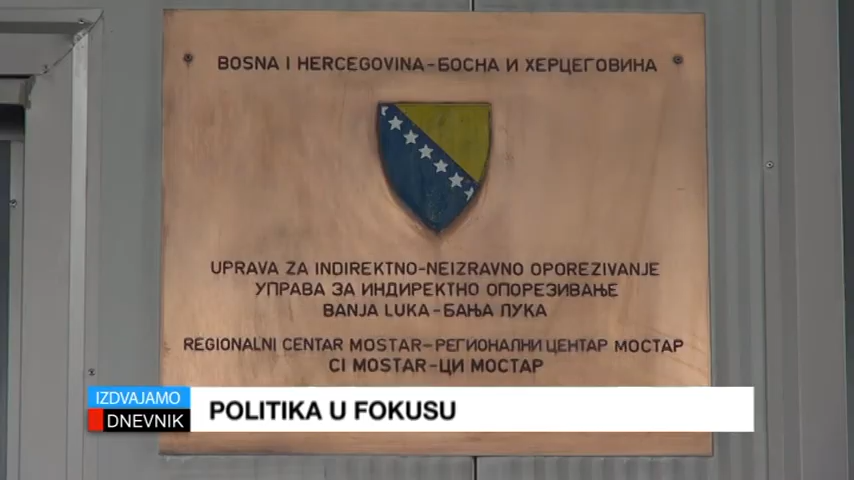 BOSNA I HERCEGOVINA-БОСНА И ХЕРЦЕГОВИНА
UPRAVA ZA INDIREKTNO-NEIZRAVNO OPOREZIVANJE
УПРАВА ЗА ИНДИРЕКТНО ОПОРЕЗИВАЊЕ
BANJA LUKA-БАЊА ЛУКА
REGIONALNI CENTAR MOSTAR-РЕГИОНАЛНИ ЦЕНТАР МОСТАР
CI MOSTAR-ЦИ МОСТАР
IZDVAJAMO
DNEVNIK
POLITIKA U FOKUSU